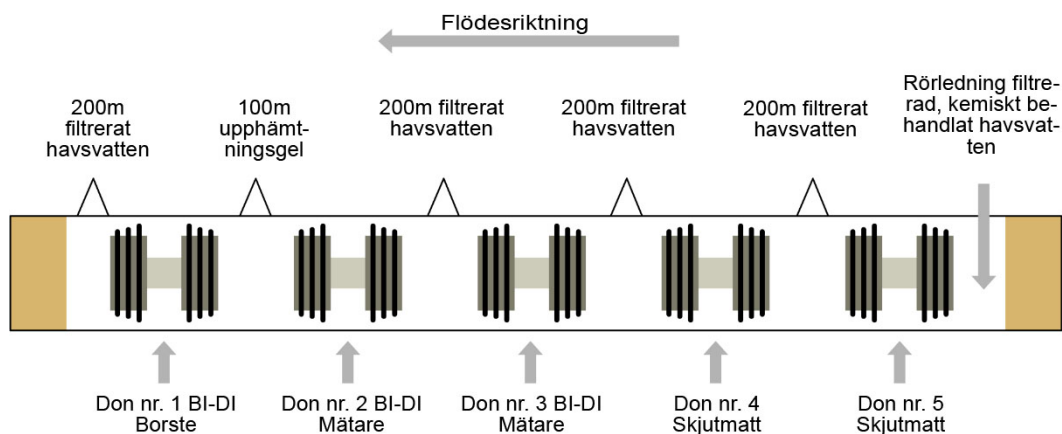 Flödesriktning
200m
filtrerat
havsvatten
100m
upphämt-
ningsgel
200m filtrerat
havsvatten
200m filtrerat
havsvatten
200m filtrerat
havsvatten
Rörledning filtre-
rad, kemiskt be-
handlat havsvat-
ten
Don nr. 1 BI-DI
Borste
Don nr. 2 BI-DI
Mätare
Don nr. 3 BI-DI
Mätare
Don nr. 4
Skjutmatt
Don nr. 5
Skjutmatt